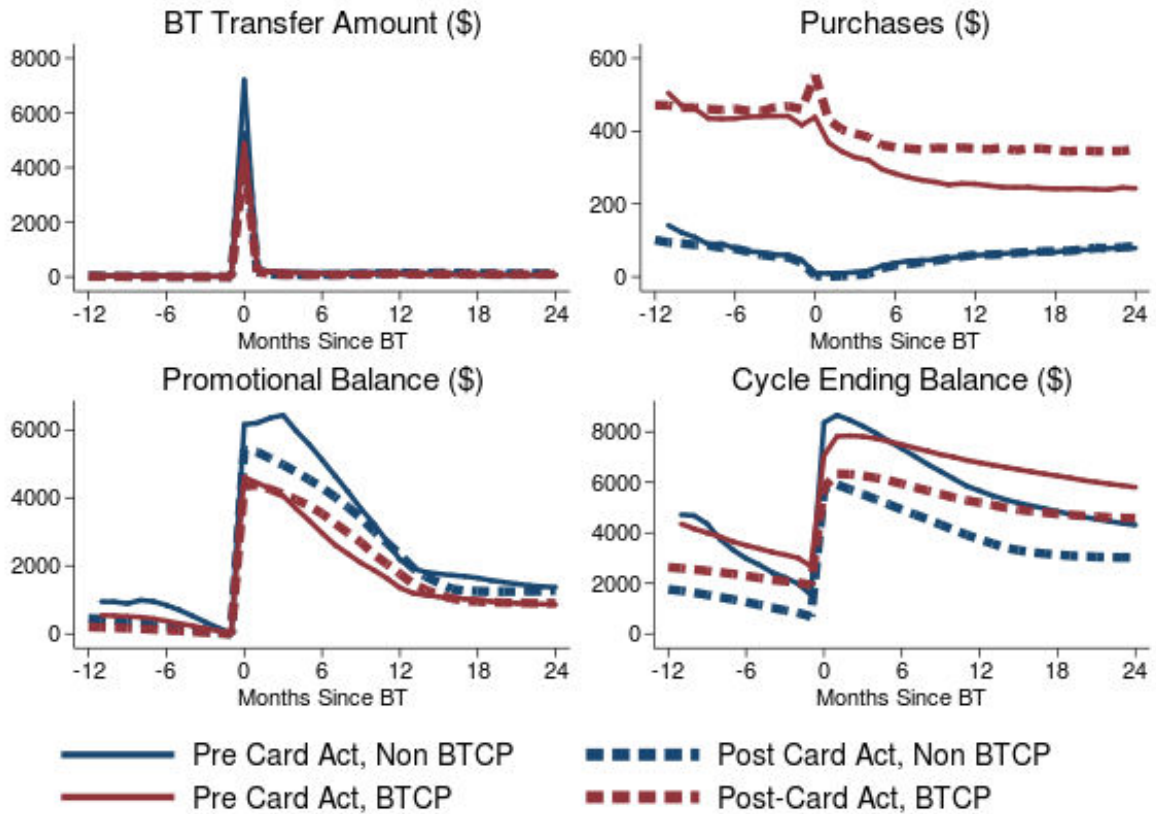 BT Transfer Amount ($)
8000
6000
4000
2000
0
-12 -6 0 6 12 18 24
Months Since BT
Purchases ($)
600
400
200
0
-12 -6 0 6 12 18 24
Months Since BT
Promotional Balance ($)
6000
4000
2000
0
-12 -6 0 6 12 18 24
Months Since BT
Cycle Ending Balance ($)
8000
6000
4000
2000
0
-12 -6 0 6 12 18 24
Months Since BT
Pre Card Act, Non BTCP
Post Card Act, Non BTCP
Pre Card Act, BTCP
Post-Card Act, BTCP